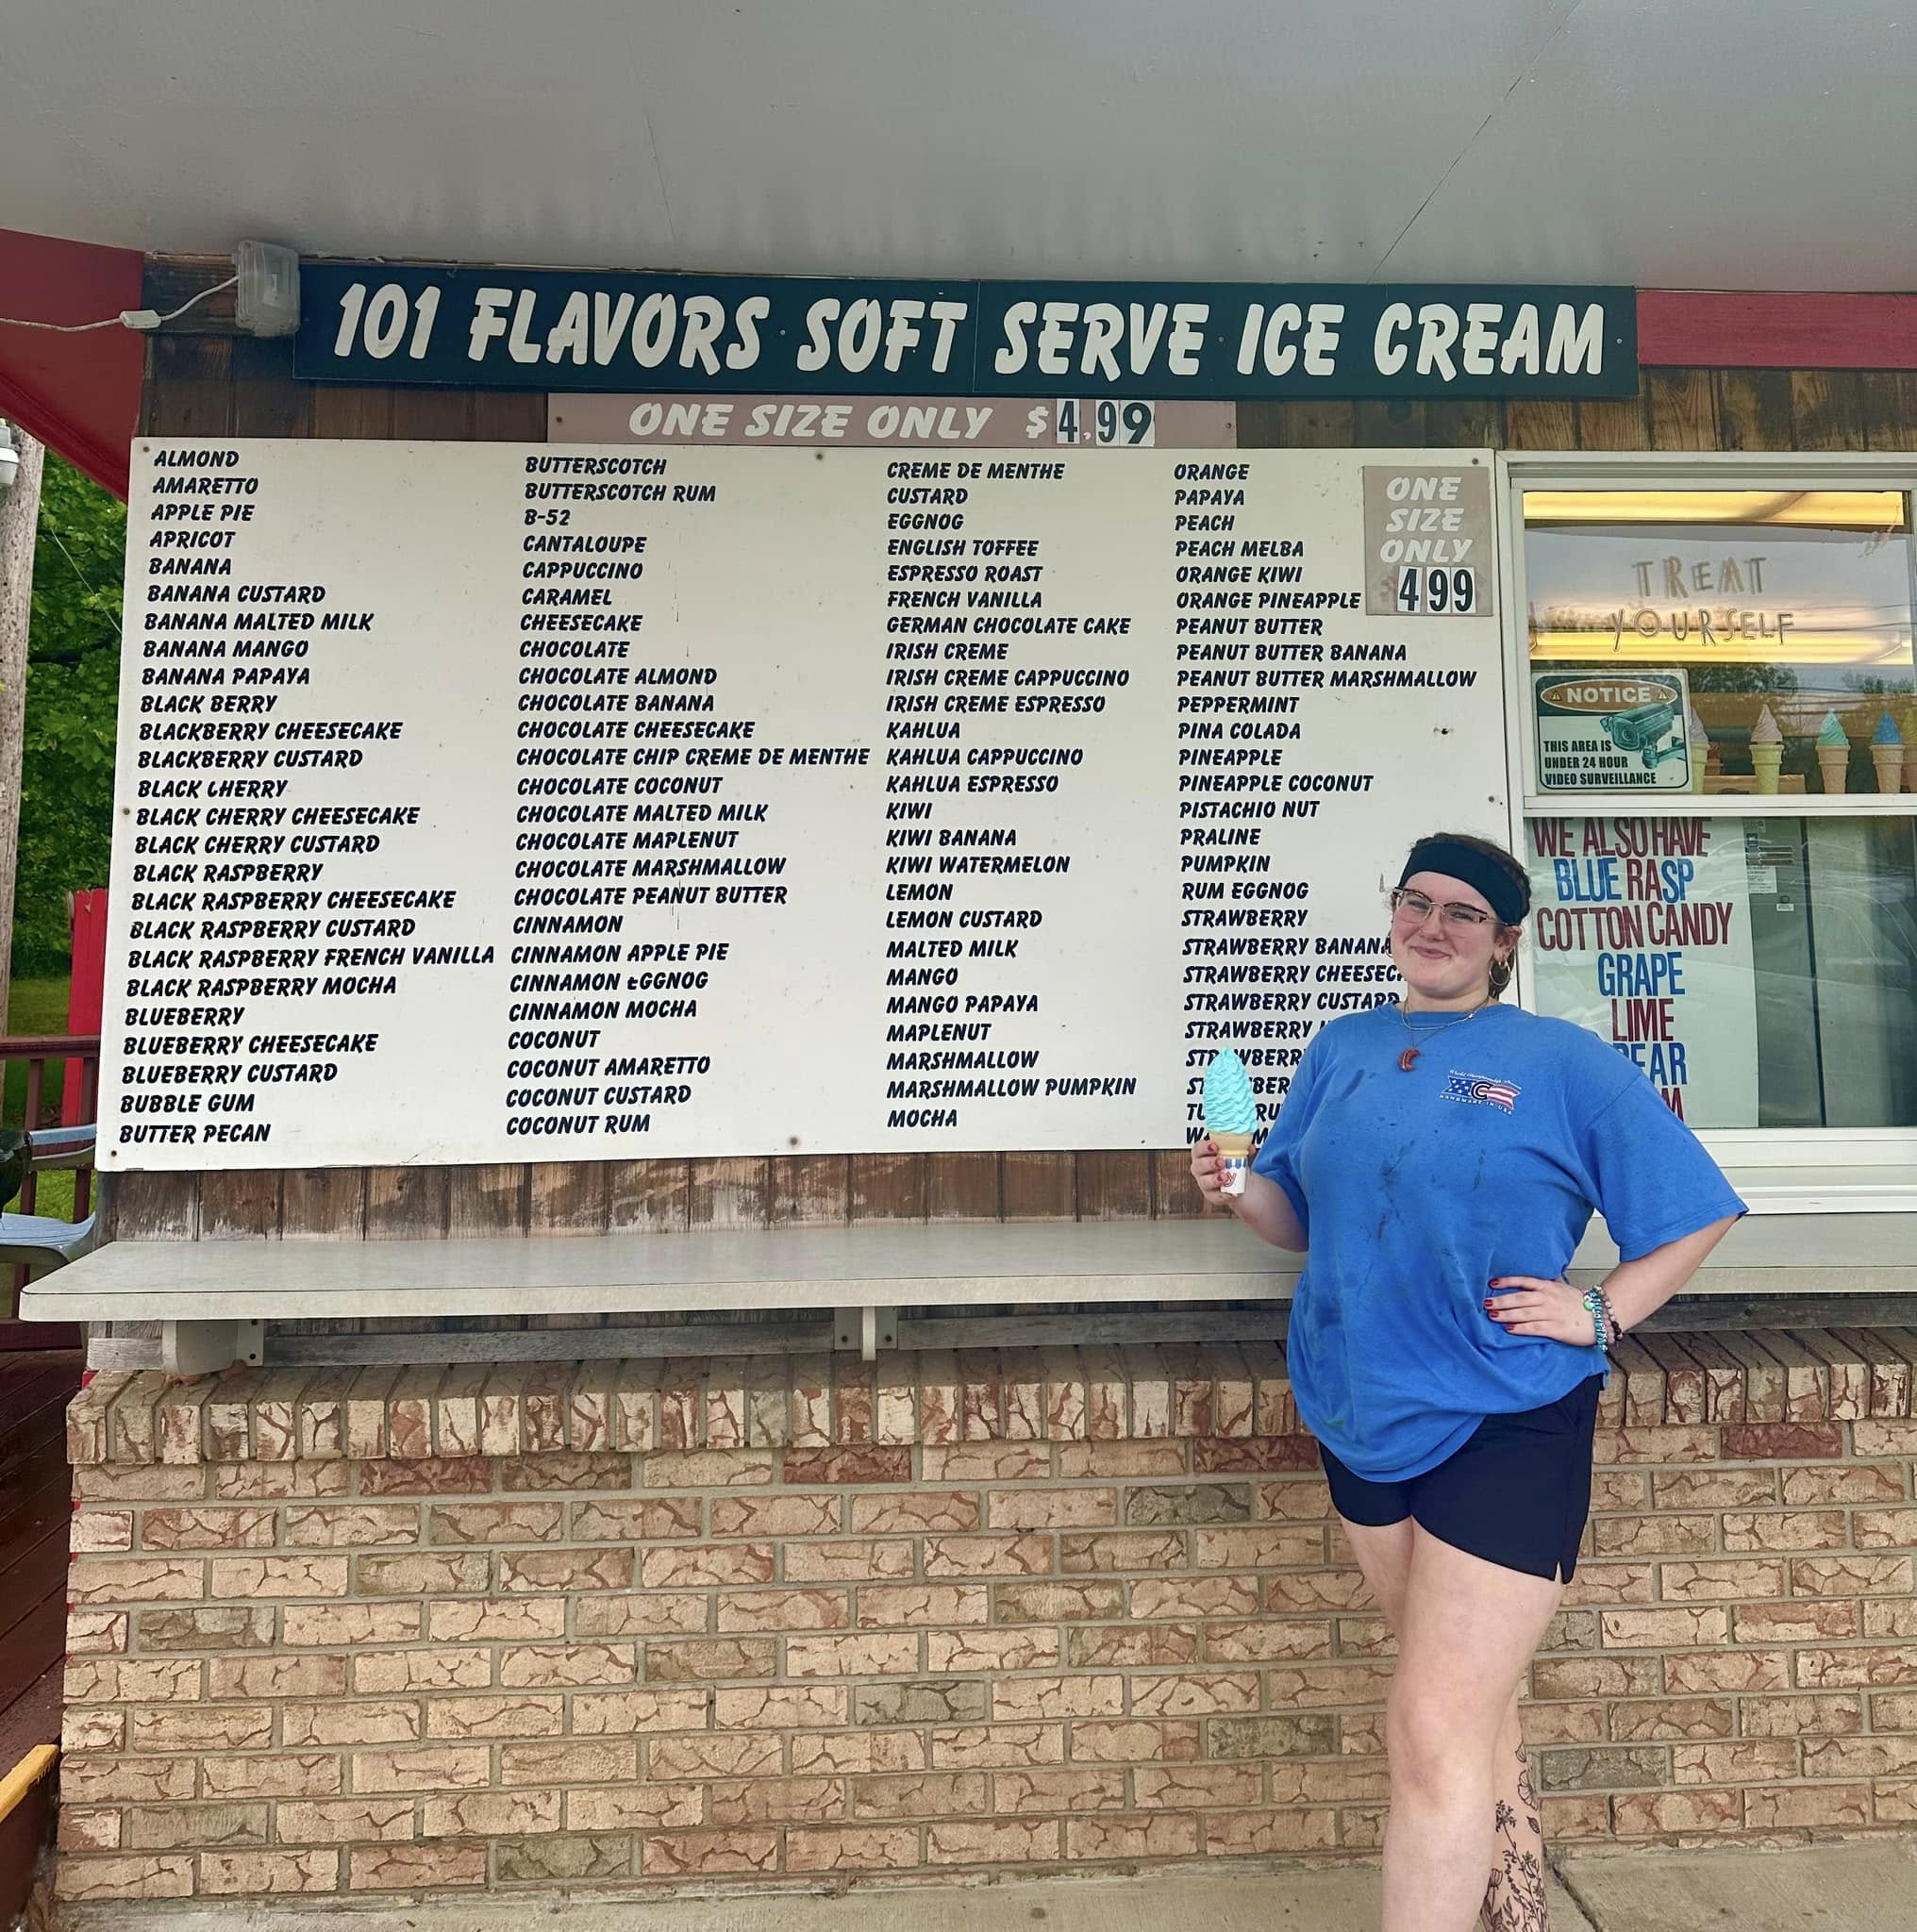 101 FLAVORS SOFT SERVE ICE CREAM
ONE SIZE ONLY $4.99
ALMOND
AMARETTO
APPLE PIE
APRICOT
BANANA
BANANA CUSTARD
BANANA MALTED MILK
BANANA MANGO
BANANA PAPAYA
BLACK BERRY
BLACKBERRY CHEESECAKE
BLACKBERRY CUSTARD
BLACK CHERRY
BLACK CHERRY CHEESECAKE
BLACK CHERRY CUSTARD
BLACK RASPBERRY
BLACK RASPBERRY CHEESECAKE
BLACK RASPBERRY CUSTARD
BLACK RASPBERRY FRENCH VANILLA
BLACK RASPBERRY MOCHA
BLUEBERRY
BLUEBERRY CHEESECAKE
BLUEBERRY CUSTARD
BUBBLE GUM
BUTTER PECAN
BUTTERSCOTCH
BUTTERSCOTCH RUM
B-52
CANTALOUPE
CAPPUCCINO
CARAMEL
CHEESECAKE
CHOCOLATE
CHOCOLATE ALMOND
CHOCOLATE BANANA
CHOCOLATE CHEESECAKE
CHOCOLATE CHIP CREME DE MENTHE
CHOCOLATE COCONUT
CHOCOLATE MALTED MILK
CHOCOLATE MAPLENUT
CHOCOLATE MARSHMALLOW
CHOCOLATE PEANUT BUTTER
CINNAMON
CINNAMON APPLE PIE
CINNAMON EGGNOG
CINNAMON MOCHA
COCONUT
COCONUT AMARETTO
COCONUT CUSTARD
COCONUT RUM
CREME DE MENTHE
CUSTARD
EGGNOG
ENGLISH TOFFEE
ESPRESSO ROAST
FRENCH VANILLA
GERMAN CHOCOLATE CAKE
IRISH CREME
IRISH CREME CAPPUCCINO
IRISH CREME ESPRESSO
KAHLUA
KAHLUA CAPPUCCINO
KAHLUA ESPRESSO
KIWI
KIWI BANANA
KIWI WATERMELON
LEMON
LEMON CUSTARD
MALTED MILK
MANGO
MANGO PAPAYA
MAPLENUT
MARSHMALLOW
MARSHMALLOW PUMPKIN
MOCHA
ORANGE
PAPAYA
PEACH
PEACH MELBA
ORANGE KIWI
ORANGE PINEAPPLE
PEANUT BUTTER
PEANUT BUTTER BANANA
PEANUT BUTTER MARSHMALLOW
PEPPERMINT
PINA COLADA
PINEAPPLE
PINEAPPLE COCONUT
PISTACHIO NUT
PRALINE
PUMPKIN
RUM EGGNOG
STRAWBERRY
STRAWBERRY BANANA
STRAWBERRY
STRAWBERRY CUSTARD
STRAWBERRY
ONE
SIZE
ONLY
499
TREAT
YOURSELF
NOTICE
THIS AREA IS
UNDER 24 HOUR
VIDEO SURVEILLANCE
WE ALSO HAVE
BLUE RASP
COTTON CANDY
GRAPE
LIME